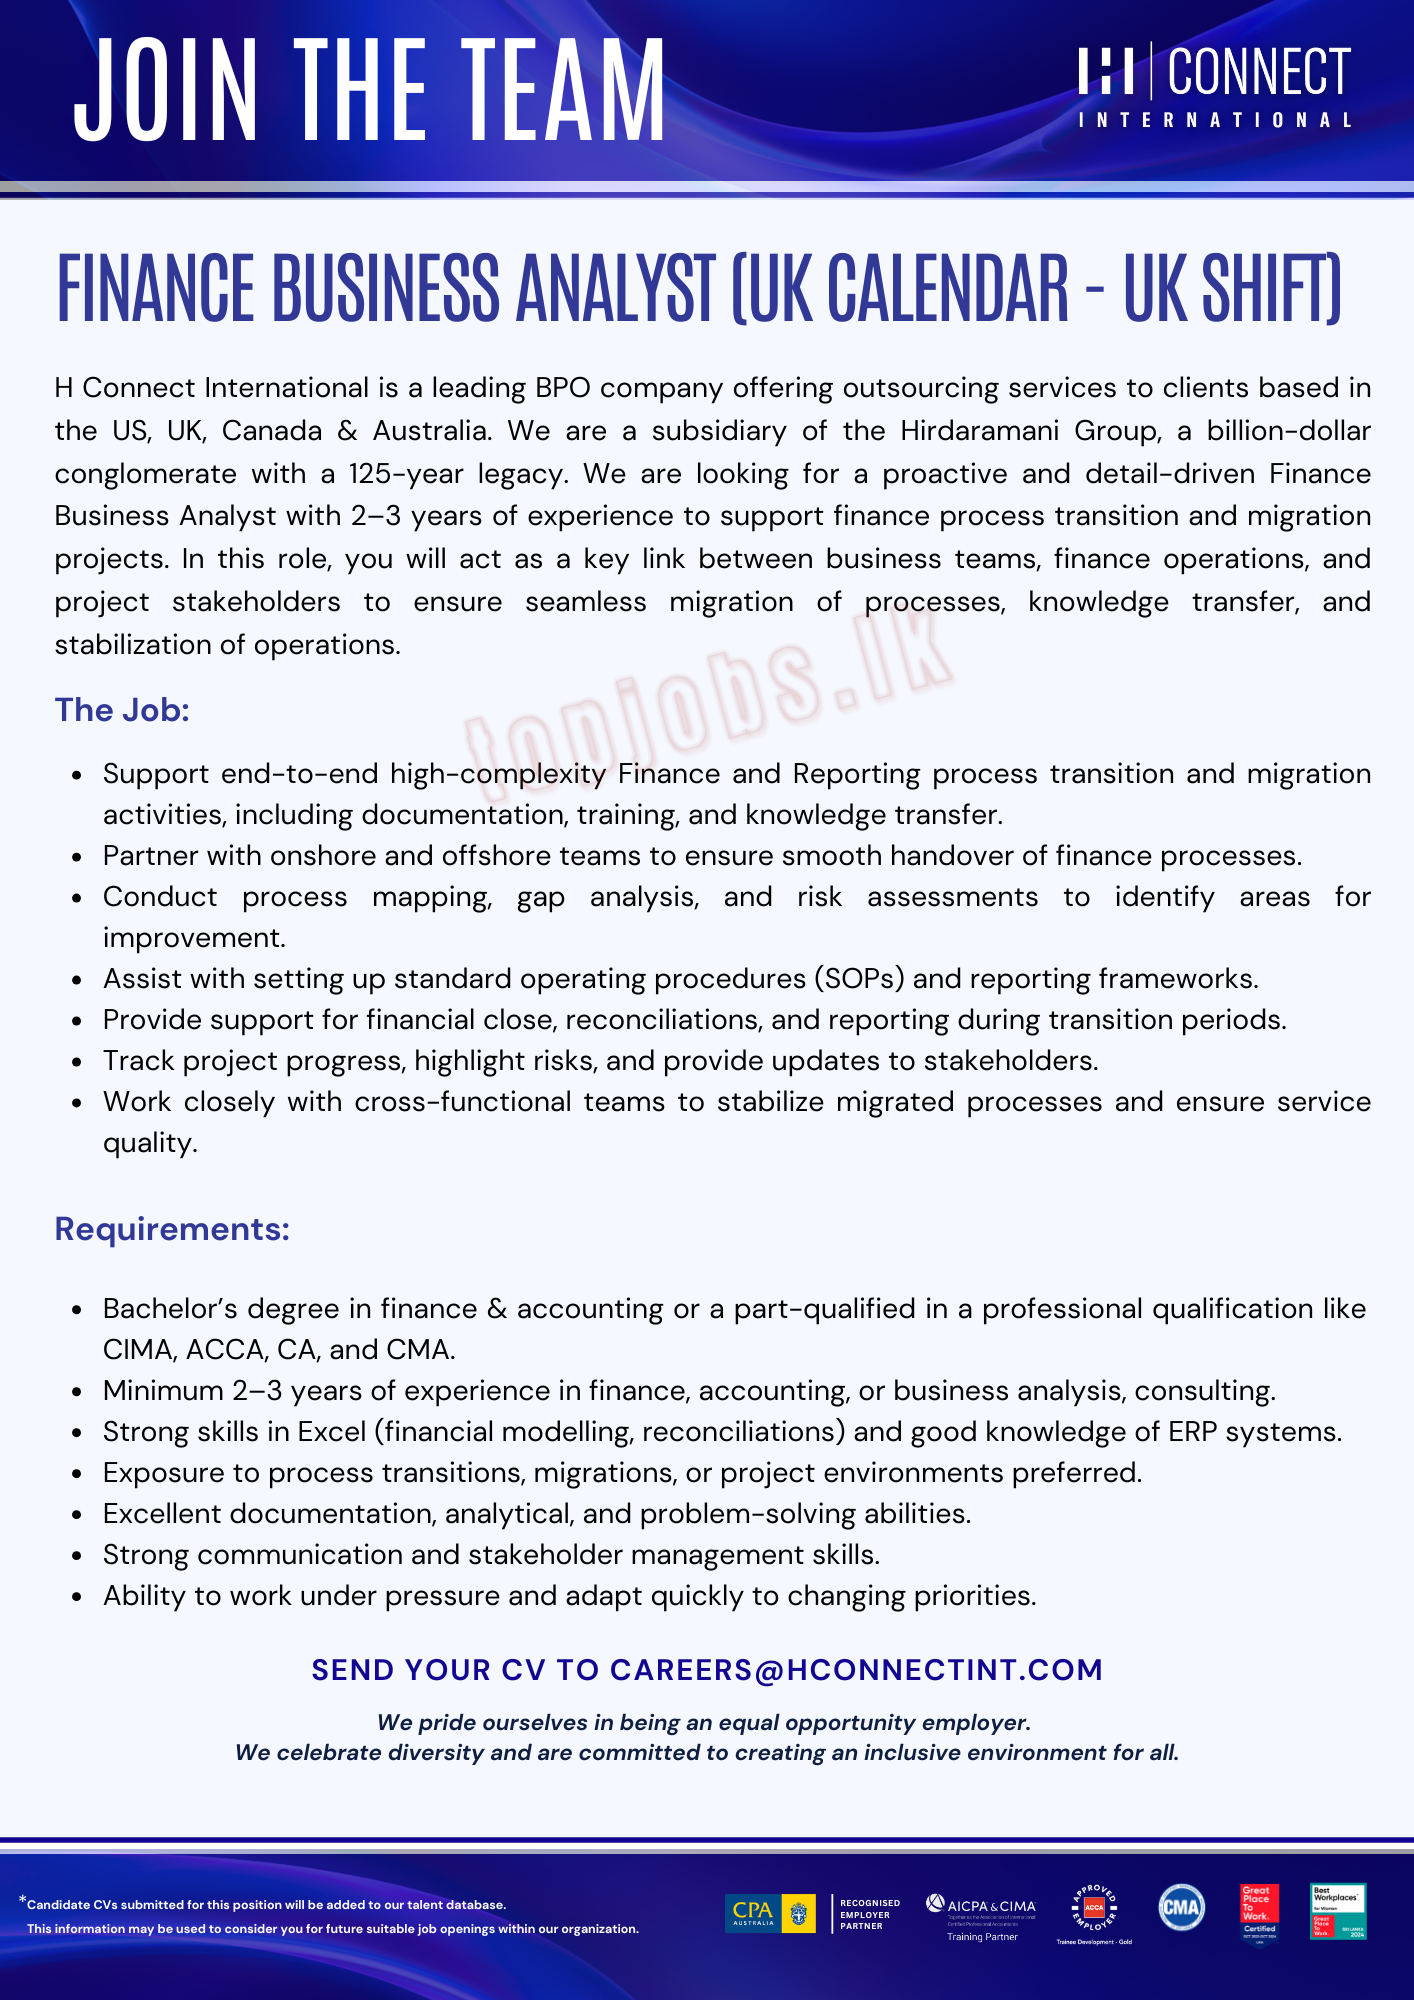 JOIN THE TEAM
H CONNECT
INTERNATIONAL
FINANCE BUSINESS ANALYST (UK CALENDAR - UK SHIFT)
H Connect International is a leading BPO company offering outsourcing services to clients based in
the US, UK, Canada & Australia. We are a subsidiary of the Hirdaramani Group, a billion-dollar
conglomerate with a 125-year legacy. We are looking for a proactive and detail-driven Finance
Business Analyst with 2–3 years of experience to support finance process transition and migration
projects. In this role, you will act as a key link between business teams, finance operations, and
project stakeholders to ensure seamless migration of processes, knowledge transfer, and
stabilization of operations.
topjobs.lk
The Job:
• Support end-to-end high-complexity Finance and Reporting process transition and migration
activities, including documentation, training, and knowledge transfer.
• Partner with onshore and offshore teams to ensure smooth handover of finance processes.
• Conduct process mapping, gap analysis, and risk assessments to identify areas for
improvement.
• Assist with setting up standard operating procedures (SOPs) and reporting frameworks.
• Provide support for financial close, reconciliations, and reporting during transition periods.
• Track project progress, highlight risks, and provide updates to stakeholders.
• Work closely with cross-functional teams to stabilize migrated processes and ensure service
quality.
Requirements:
• Bachelor’s degree in finance & accounting or a part-qualified in a professional qualification like
CIMA, ACCA, CA, and CMA.
• Minimum 2–3 years of experience in finance, accounting, or business analysis, consulting.
• Strong skills in Excel (financial modelling, reconciliations) and good knowledge of ERP systems.
• Exposure to process transitions, migrations, or project environments preferred.
• Excellent documentation, analytical, and problem-solving abilities.
• Strong communication and stakeholder management skills.
• Ability to work under pressure and adapt quickly to changing priorities.
SEND YOUR CV TO CAREERS@HCONNECTINT.COM
We pride ourselves in being an equal opportunity employer.
We celebrate diversity and are committed to creating an inclusive environment for all.
*Candidate CVs submitted for this position will be added to our talent database.
This information may be used to consider you for future suitable job openings within our organization.
CPA
AUSTRALIA
RECOGNISED
EMPLOYER
PARTNER
AICPA & CIMA
Together as the Association of International
Certified Professional Accountants
Training Partner
APPROVED
ACCA
EMPLOYER
Trainee Development - Gold
CMA
Great
Place
To
Work.
Certified
Best
Workplaces
for Women
Great
Place
To
Work.
SRI LANKA
2024